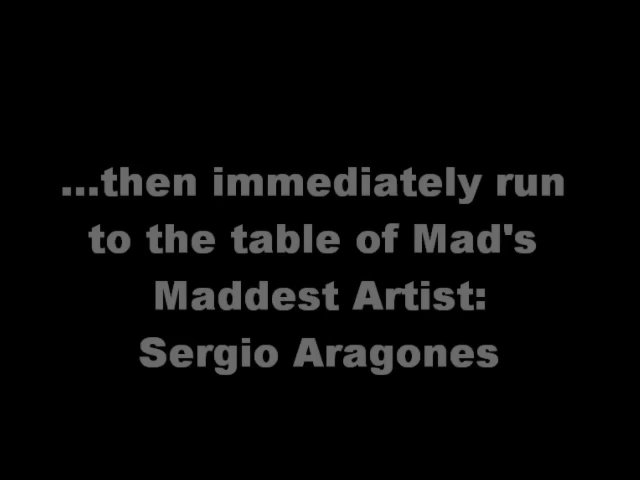 ...then immediately run
to the table of Mad's
Maddest Artist:
Sergio Aragones